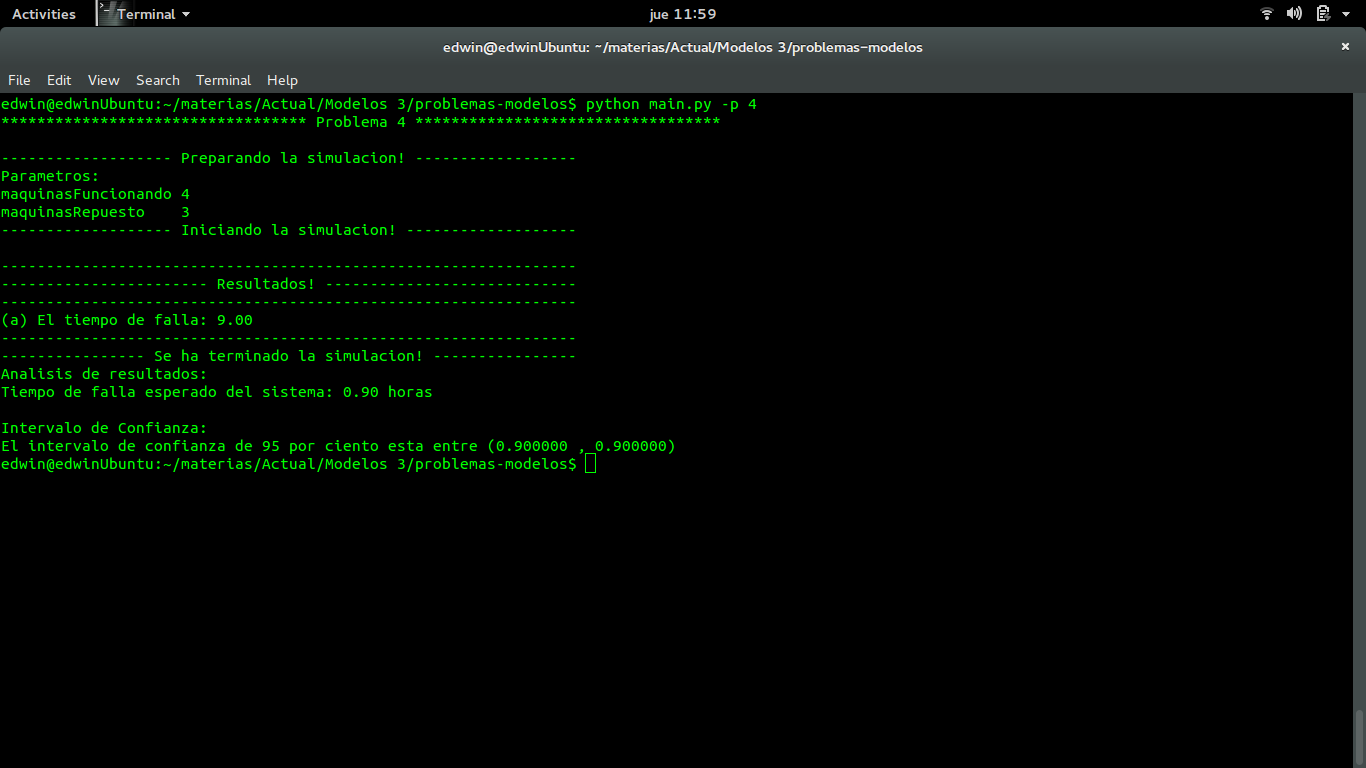 Activities Terminal jue 11:59
edwin@edwinUbuntu: ~/materias/Actual/Modelos 3/problemas-modelos ×
File Edit View Search Terminal Help
edwin@edwinUbuntu:~/materias/Actual/Modelos 3/problemas-modelos$ python main.py -p 4
********************************** Problema 4 **********************************
------------------- Preparando la simulacion! ------------------
Parametros:
maquinasFuncionando 4
maquinasRepuesto    3
------------------- Iniciando la simulacion! -------------------
----------------------------------------------------------------
----------------------- Resultados! ----------------------------
----------------------------------------------------------------
(a) El tiempo de falla: 9.00
----------------------------------------------------------------
---------------- Se ha terminado la simulacion! ----------------
Analisis de resultados:
Tiempo de falla esperado del sistema: 0.90 horas
Intervalo de Confianza:
El intervalo de confianza de 95 por ciento esta entre (0.900000 , 0.900000)
edwin@edwinUbuntu:~/materias/Actual/Modelos 3/problemas-modelos$